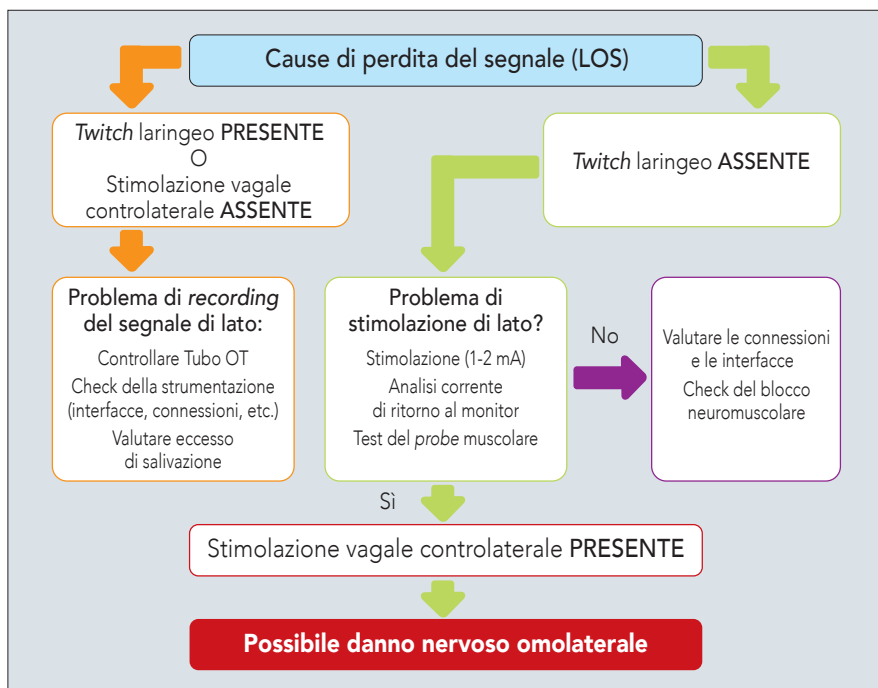 Cause di perdita del segnale (LOS)
Twitch laringeo PRESENTE
O
Stimolazione vagale
controlaterale ASSENTE
Twitch laringeo ASSENTE
Problema di recording
del segnale di lato:
Controllare Tubo OT
Check della strumentazione
(interfacce, connessioni, etc.)
Valutare eccesso
di salivazione
Problema di
stimolazione di lato?
Stimolazione (1-2 mA)
Analisi corrente
di ritorno al monitor
Test del probe muscolare
No
Valutare le connessioni
e le interfacce
Check del blocco
neuromuscolare
Sì
Stimolazione vagale controlaterale PRESENTE
Possibile danno nervoso omolaterale